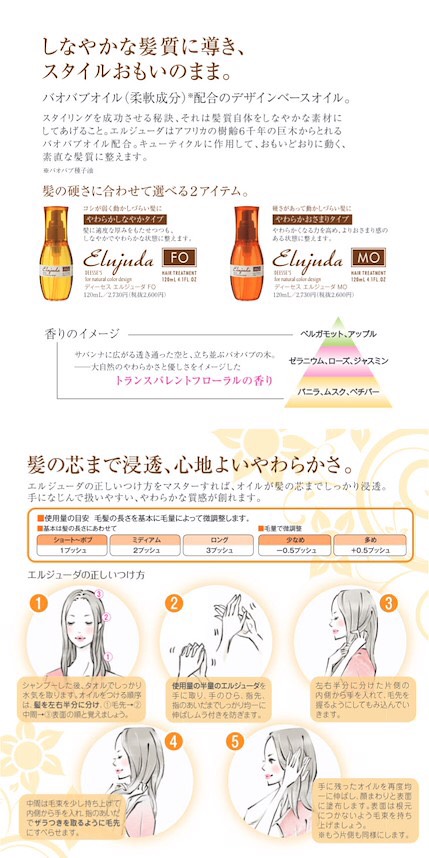 しなやかな髪質に導き、
スタイルおもいのまま。
バオバブオイル(柔軟成分)*配合のデザインベースオイル。
スタイリングを成功させる秘訣、それは髪質自体をしなやかな素材に
してあげること。エルジューダはアフリカの樹齢6千年の巨木からとれる
バオバブオイル配合。キューティクルに作用して、おもいどおりに動く、
素直な髪質に整えます。
※バオバブ種子油
髪の硬さに合わせて選べる2アイテム。
コシが弱く動かしづらい髪に
やわらかしなやかタイプ
髪に適度な厚みをもたせつつも、
しなやかでやわらかな状態に整えます。
Elujuda FO
DEESSE'S
for natural color design
HAIR TREATMENT
120mL 4.1FL.OZ
ディーセス エルジューダ FO
120mL/2,730円(税抜2,600円)
硬さがあって動かしづらい髪に
やわらかおさまりタイプ
やわらかくなる力を高め、よりおさまり感の
ある状態に整えます。
Elujuda MO
DEESSE'S
for natural color design
HAIR TREATMENT
120mL 4.1FL.OZ
ディーセス エルジューダ MO
120mL/2,730円(税抜2,600円)
香りのイメージ
サバンナに広がる透き通った空と、立ち並ぶバオバブの木。
──大自然のやわらかさと優しさをイメージした
トランスパレントフローラルの香り
ベルガモット、アップル
ゼラニウム、ローズ、ジャスミン
バニラ、ムスク、ペチバー
髪の芯まで浸透、心地よいやわらかさ。
エルジューダの正しいつけ方をマスターすれば、オイルが髪の芯までしっかり浸透。
手になじんで扱いやすい、やわらかな質感が創れます。
■使用量の目安 毛髪の長さを基本に毛量によって微調整します。
■基本は髪の長さにあわせて
■毛量で微調整
ショート〜ボブ ミディアム ロング 少なめ 多め
1プッシュ 2プッシュ 3プッシュ −0.5プッシュ +0.5プッシュ
エルジューダの正しいつけ方
1
③
②
①
シャンプーした後、タオルでしっかり
水気を取ります。オイルをつける順序
は、髪を左右半分に分け、①毛先→②
中間→③表面の順と覚えましょう。
2
使用量の半量のエルジューダを
手に取り、手のひら、指先、
指のあいだまでしっかり均一に
伸ばしムラ付きを防ぎます。
3
左右半分に分けた片側の
内側から手を入れて、毛先を
握るようにしてもみ込んでい
きます。
4
中間は毛束を少し持ち上げて
内側から手を入れ、指のあいだ
でザラつきを取るように毛先
にすべらせます。
5
手に残ったオイルを再度均
一に伸ばし、顔まわりと表面
に塗布します。表面は根元
につかないよう毛束を持ち
上げましょう。
※もう片側も同様にします。